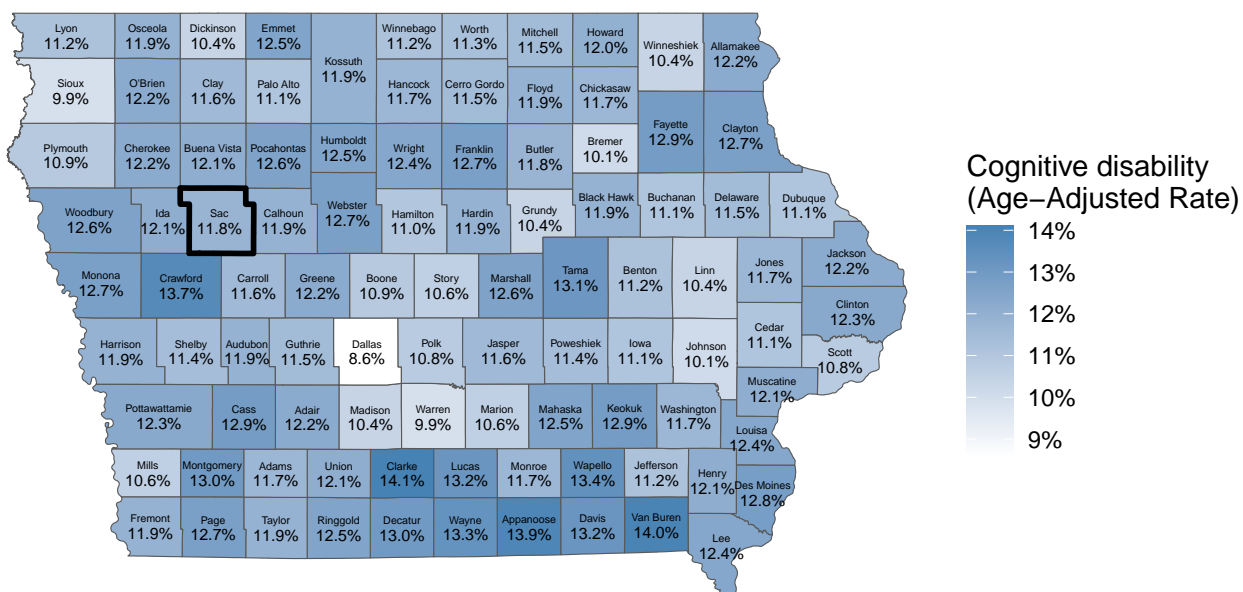 Lyon
11.2%
Osceola
11.9%
Dickinson
10.4%
Emmet
12.5%
Kossuth
11.9%
Winnebago
11.2%
Worth
11.3%
Mitchell
11.5%
Howard
12.0%
Winneshiek
10.4%
Allamakee
12.2%
Sioux
9.9%
O'Brien
12.2%
Clay
11.6%
Palo Alto
11.1%
Hancock
11.7%
Cerro Gordo
11.5%
Floyd
11.9%
Chickasaw
11.7%
Fayette
12.9%
Clayton
12.7%
Plymouth
10.9%
Cherokee
12.2%
Buena Vista
12.1%
Pocahontas
12.6%
Humboldt
12.5%
Wright
12.4%
Franklin
12.7%
Butler
11.8%
Bremer
10.1%
Woodbury
12.6%
Ida
12.1%
Sac
11.8%
Calhoun
11.9%
Webster
12.7%
Hamilton
11.0%
Hardin
11.9%
Grundy
10.4%
Black Hawk
11.9%
Buchanan
11.1%
Delaware
11.5%
Dubuque
11.1%
Monona
12.7%
Crawford
13.7%
Carroll
11.6%
Greene
12.2%
Boone
10.9%
Story
10.6%
Marshall
12.6%
Tama
13.1%
Benton
11.2%
Linn
10.4%
Jones
11.7%
Jackson
12.2%
Clinton
12.3%
Harrison
11.9%
Shelby
11.4%
Audubon
11.9%
Guthrie
11.5%
Dallas
8.6%
Polk
10.8%
Jasper
11.6%
Poweshiek
11.4%
Iowa
11.1%
Johnson
10.1%
Cedar
11.1%
Scott
10.8%
Muscatine
12.1%
Pottawattamie
12.3%
Cass
12.9%
Adair
12.2%
Madison
10.4%
Warren
9.9%
Marion
10.6%
Mahaska
12.5%
Keokuk
12.9%
Washington
11.7%
Louisa
12.4%
Mills
10.6%
Montgomery
13.0%
Adams
11.7%
Union
12.1%
Clarke
14.1%
Lucas
13.2%
Monroe
11.7%
Wapello
13.4%
Jefferson
11.2%
Henry
12.1%
Des Moines
12.8%
Fremont
11.9%
Page
12.7%
Taylor
11.9%
Ringgold
12.5%
Decatur
13.0%
Wayne
13.3%
Appanoose
13.9%
Davis
13.2%
Van Buren
14.0%
Lee
12.4%
Cognitive disability
(Age−Adjusted Rate)
14%
13%
12%
11%
10%
9%